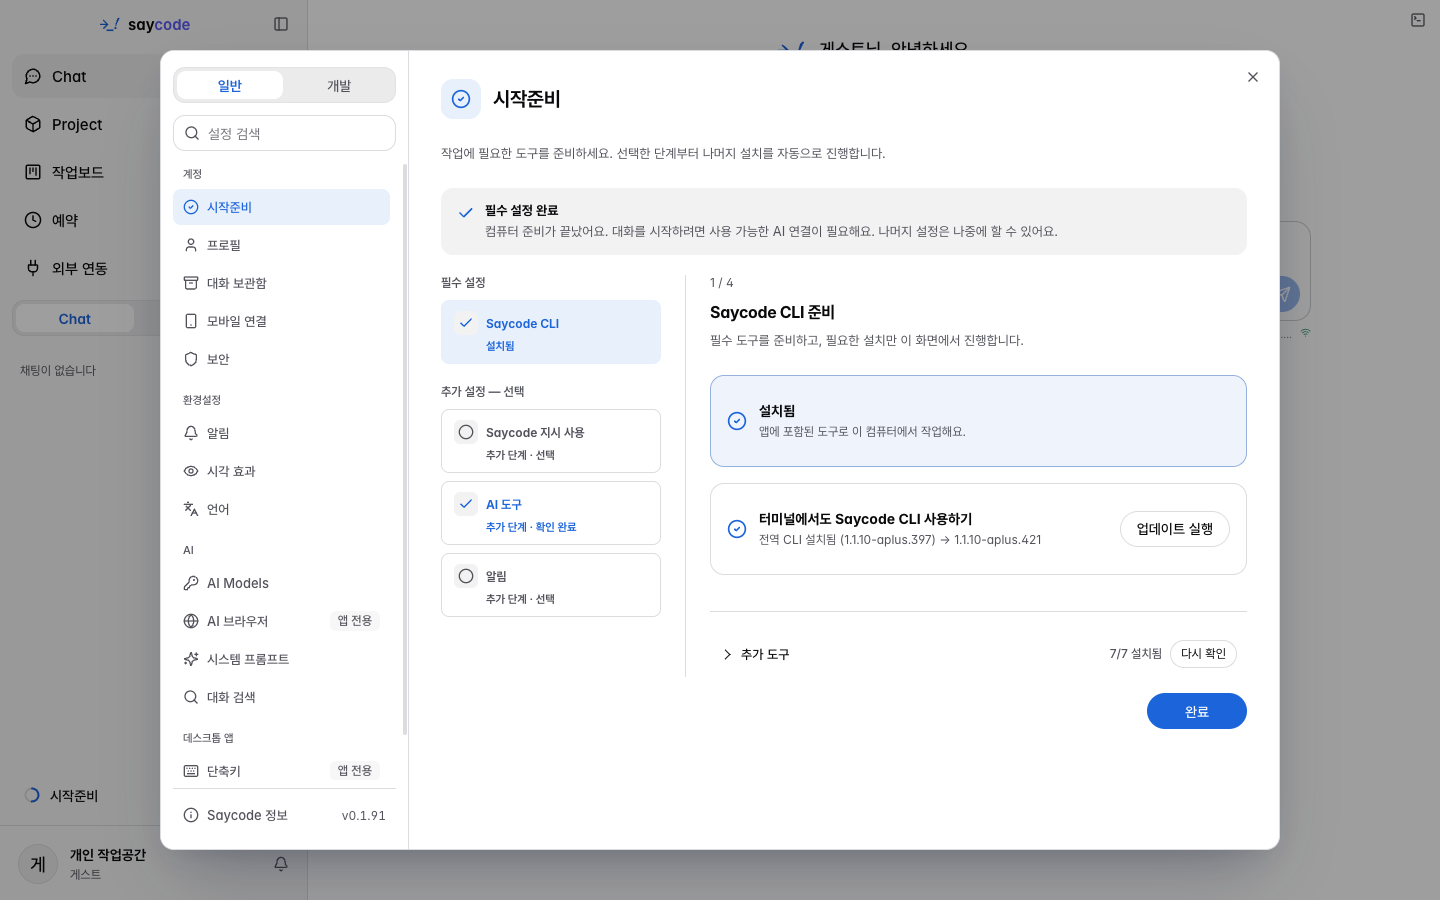 saycode
Chat
Project
작업보드
예약
외부 연동
Chat
채팅이 없습니다
시작준비
게
개인 작업공간
게스트
일반
개발
설정 검색
계정
시작준비
프로필
대화 보관함
모바일 연결
보안
환경설정
알림
시각 효과
언어
AI
AI Models
AI 브라우저
앱 전용
시스템 프롬프트
대화 검색
데스크톱 앱
단축키
앱 전용
Saycode 정보
v0.1.91
시작준비
작업에 필요한 도구를 준비하세요. 선택한 단계부터 나머지 설치를 자동으로 진행합니다.
필수 설정 완료
컴퓨터 준비가 끝났어요. 대화를 시작하려면 사용 가능한 AI 연결이 필요해요. 나머지 설정은 나중에 할 수 있어요.
필수 설정
Saycode CLI
설치됨
추가 설정 — 선택
Saycode 지시 사용
추가 단계 · 선택
AI 도구
추가 단계 · 확인 완료
알림
추가 단계 · 선택
1 / 4
Saycode CLI 준비
필수 도구를 준비하고, 필요한 설치만 이 화면에서 진행합니다.
설치됨
앱에 포함된 도구로 이 컴퓨터에서 작업해요.
터미널에서도 Saycode CLI 사용하기
전역 CLI 설치됨 (1.1.10-aplus.397) → 1.1.10-aplus.421
업데이트 실행
추가 도구
7/7 설치됨
다시 확인
완료